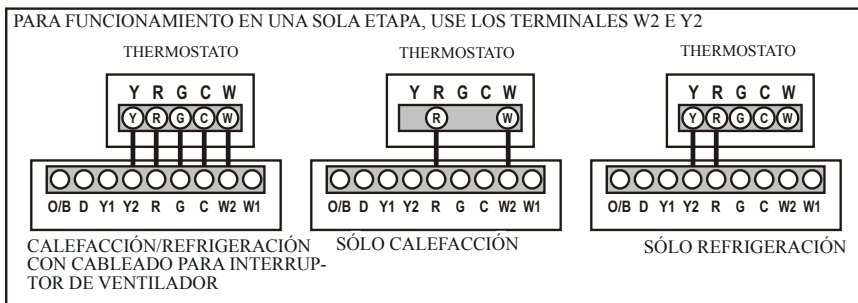 PARA FUNCIONAMIENTO EN UNA SOLA ETAPA, USE LOS TERMINALES W2 E Y2
THERMOSTATO
Y R G C W
Y R G C W
O/B D Y1 Y2 R G C W2 W1
CALEFACCIÓN/REFRIGERACIÓN
CON CABLEADO PARA INTERRUP-
TOR DE VENTILADOR
THERMOSTATO
Y R G C W
R W
O/B D Y1 Y2 R G C W2 W1
SÓLO CALEFACCIÓN
THERMOSTATO
Y R G C W
Y R G C W
O/B D Y1 Y2 R G C W2 W1
SÓLO REFRIGERACIÓN